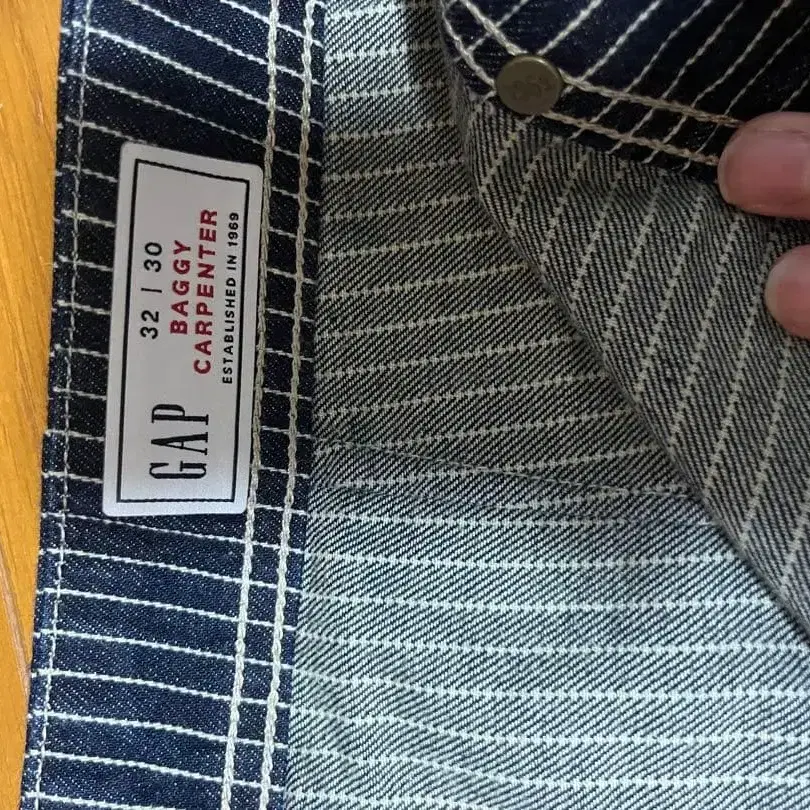 GAP
32 | 30
BAGGY
CARPENTER
ESTABLISHED IN 1969